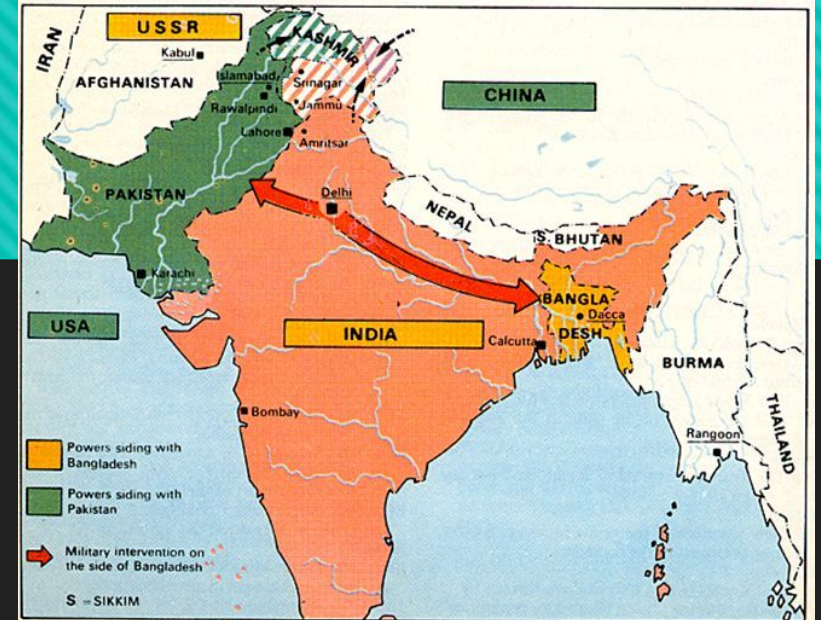 USSR
IRAN
Kabul
KASHMIR
AFGHANISTAN
Islamabad
Srinagar
CHINA
Rawalpindi
Jammu
Lahore
Amritsar
PAKISTAN
Delhi
NEPAL
S. BHUTAN
Karachi
BANGLA
DESH
Dacca
USA
INDIA
Calcutta
BURMA
Bombay
THAILAND
Rangoon
Powers siding with
Bangladesh
Powers siding with
Pakistan
Military intervention on
the side of Bangladesh
S = SIKKIM